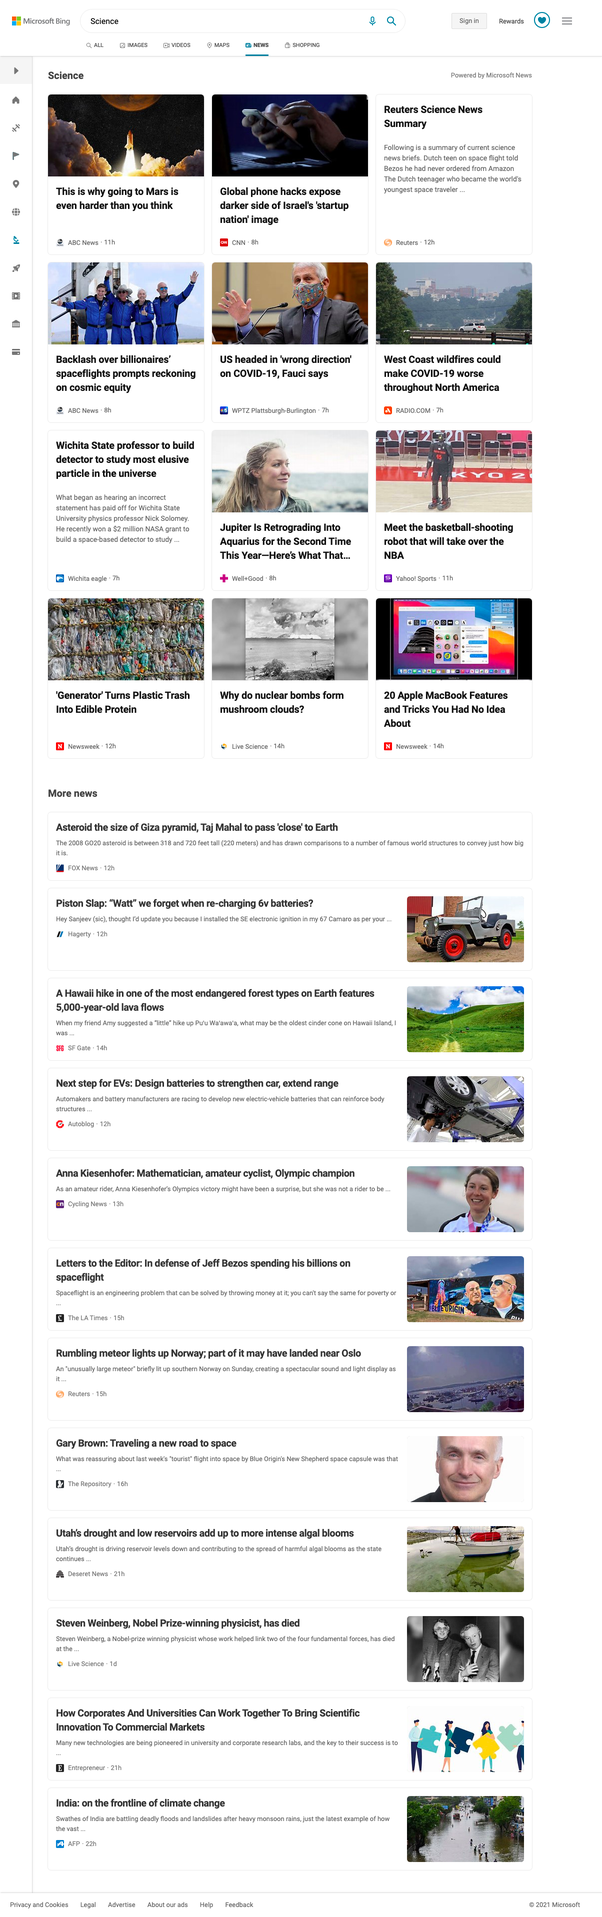 Microsoft Bing
Science
Sign in
Rewards
ALL
IMAGES
VIDEOS
MAPS
NEWS
SHOPPING
Science
Powered by Microsoft News
This is why going to Mars is
even harder than you think
ABC News · 11h
Global phone hacks expose
darker side of Israel's 'startup
nation' image
CNN · 8h
Reuters Science News
Summary
Following is a summary of current science
news briefs. Dutch teen on space flight told
Bezos he had never ordered from Amazon
The Dutch teenager who became the world's
youngest space traveler ...
Reuters · 12h
Backlash over billionaires'
spaceflights prompts reckoning
on cosmic equity
ABC News · 8h
US headed in 'wrong direction'
on COVID-19, Fauci says
WPTZ Plattsburgh-Burlington · 7h
West Coast wildfires could
make COVID-19 worse
throughout North America
RADIO.COM · 7h
Wichita State professor to build
detector to study most elusive
particle in the universe
What began as hearing an incorrect
statement has paid off for Wichita State
University physics professor Nick Solomey.
He recently won a $2 million NASA grant to
build a space-based detector to study ...
Wichita eagle · 7h
Jupiter Is Retrograding Into
Aquarius for the Second Time
This Year—Here's What That...
Well+Good · 8h
Meet the basketball-shooting
robot that will take over the
NBA
Yahoo! Sports · 11h
'Generator' Turns Plastic Trash
Into Edible Protein
Newsweek · 12h
Why do nuclear bombs form
mushroom clouds?
Live Science · 14h
20 Apple MacBook Features
and Tricks You Had No Idea
About
Newsweek · 14h
More news
Asteroid the size of Giza pyramid, Taj Mahal to pass 'close' to Earth
The 2008 GO20 asteroid is between 318 and 720 feet tall (220 meters) and has drawn comparisons to a number of famous world structures to convey just how big
it is.
FOX News · 12h
Piston Slap: "Watt" we forget when re-charging 6v batteries?
Hey Sanjeev (sic), thought I'd update you because I installed the SE electronic ignition in my 67 Camaro as per your ...
Hagerty · 12h
A Hawaii hike in one of the most endangered forest types on Earth features
5,000-year-old lava flows
When my friend Amy suggested a "little" hike up Pu'u Wa'awa'a, what may be the oldest cinder cone on Hawaii Island, I
was ...
SF Gate · 14h
Next step for EVs: Design batteries to strengthen car, extend range
Automakers and battery manufacturers are racing to develop new electric-vehicle batteries that can reinforce body
structures ...
Autoblog · 12h
Anna Kiesenhofer: Mathematician, amateur cyclist, Olympic champion
As an amateur rider, Anna Kiesenhofer's Olympics victory might have been a surprise, but she was not a rider to be ...
Cycling News · 13h
Letters to the Editor: In defense of Jeff Bezos spending his billions on
spaceflight
Spaceflight is an engineering problem that can be solved by throwing money at it; you can't say the same for poverty or
...
The LA Times · 15h
Rumbling meteor lights up Norway; part of it may have landed near Oslo
An "unusually large meteor" briefly lit up southern Norway on Sunday, creating a spectacular sound and light display as
it ...
Reuters · 15h
Gary Brown: Traveling a new road to space
What was reassuring about last week's "tourist" flight into space by Blue Origin's New Shepherd space capsule was that
...
The Repository · 16h
Utah's drought and low reservoirs add up to more intense algal blooms
Utah's drought is driving reservoir levels down and contributing to the spread of harmful algal blooms as the state
continues ...
Deseret News · 21h
Steven Weinberg, Nobel Prize-winning physicist, has died
Steven Weinberg, a Nobel-prize winning physicist whose work helped link two of the four fundamental forces, has died
at the ...
Live Science · 1d
How Corporates And Universities Can Work Together To Bring Scientific
Innovation To Commercial Markets
Many new technologies are being pioneered in university and corporate research labs, and the key to their success is to
...
Entrepreneur · 21h
India: on the frontline of climate change
Swathes of India are battling deadly floods and landslides after heavy monsoon rains, just the latest example of how
the vast ...
AFP · 22h
Privacy and Cookies
Legal
Advertise
About our ads
Help
Feedback
© 2021 Microsoft